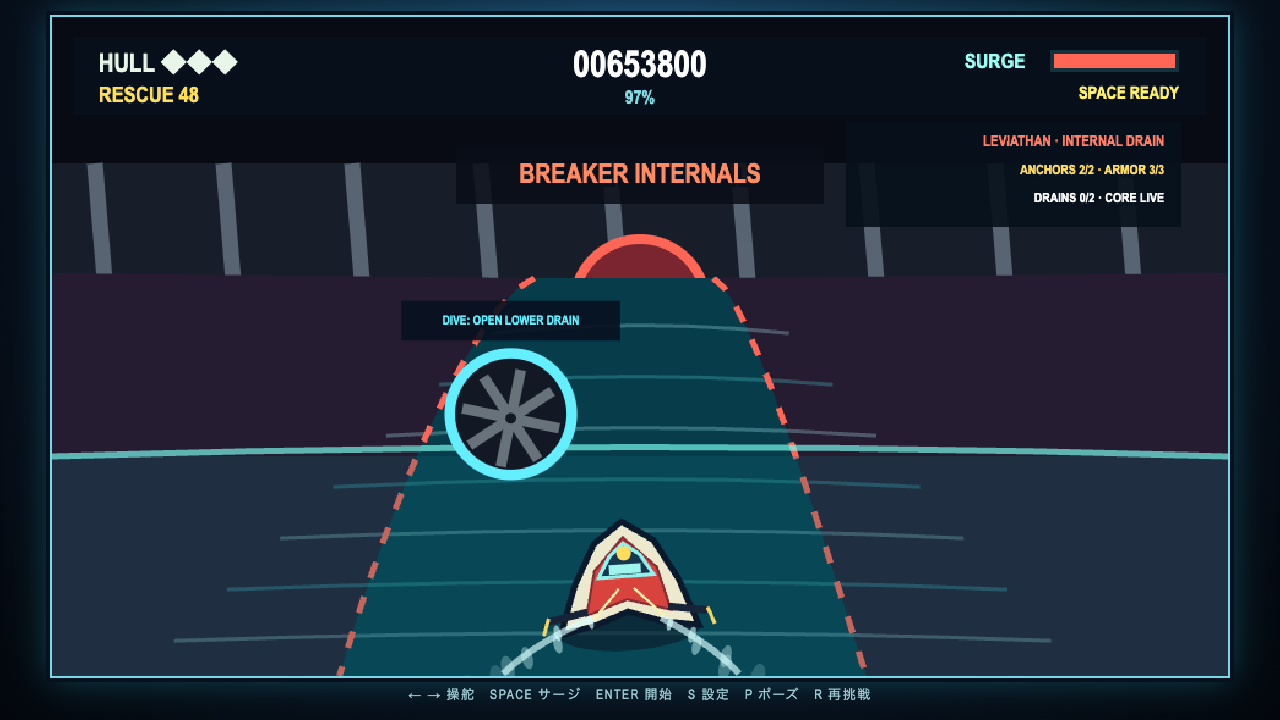 HULL
RESCUE 48
00653800
97%
SURGE
SPACE READY
LEVIATHAN · INTERNAL DRAIN
ANCHORS 2/2 · ARMOR 3/3
DRAINS 0/2 · CORE LIVE
BREAKER INTERNALS
DIVE: OPEN LOWER DRAIN
← → 操舵 SPACE サージ ENTER 開始 S 設定 P ポーズ R 再挑戦